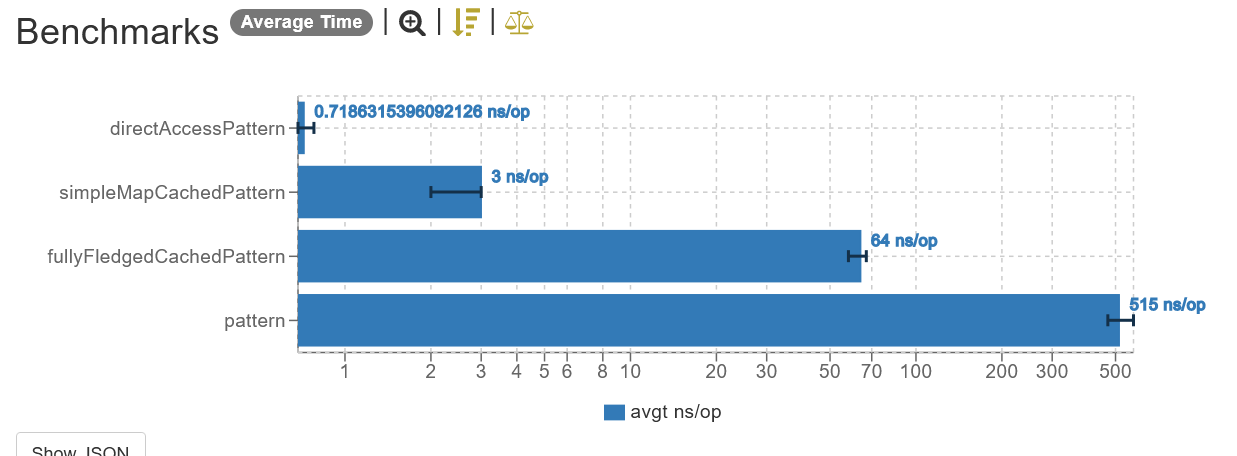 Benchmarks Average Time
directAccessPattern 0.7186315396092126 ns/op
simpleMapCachedPattern 3 ns/op
fullyFledgedCachedPattern 64 ns/op
pattern 515 ns/op
1 2 3 4 5 6 8 10 20 30 50 70 100 200 300 500
avgt ns/op
Show JSON